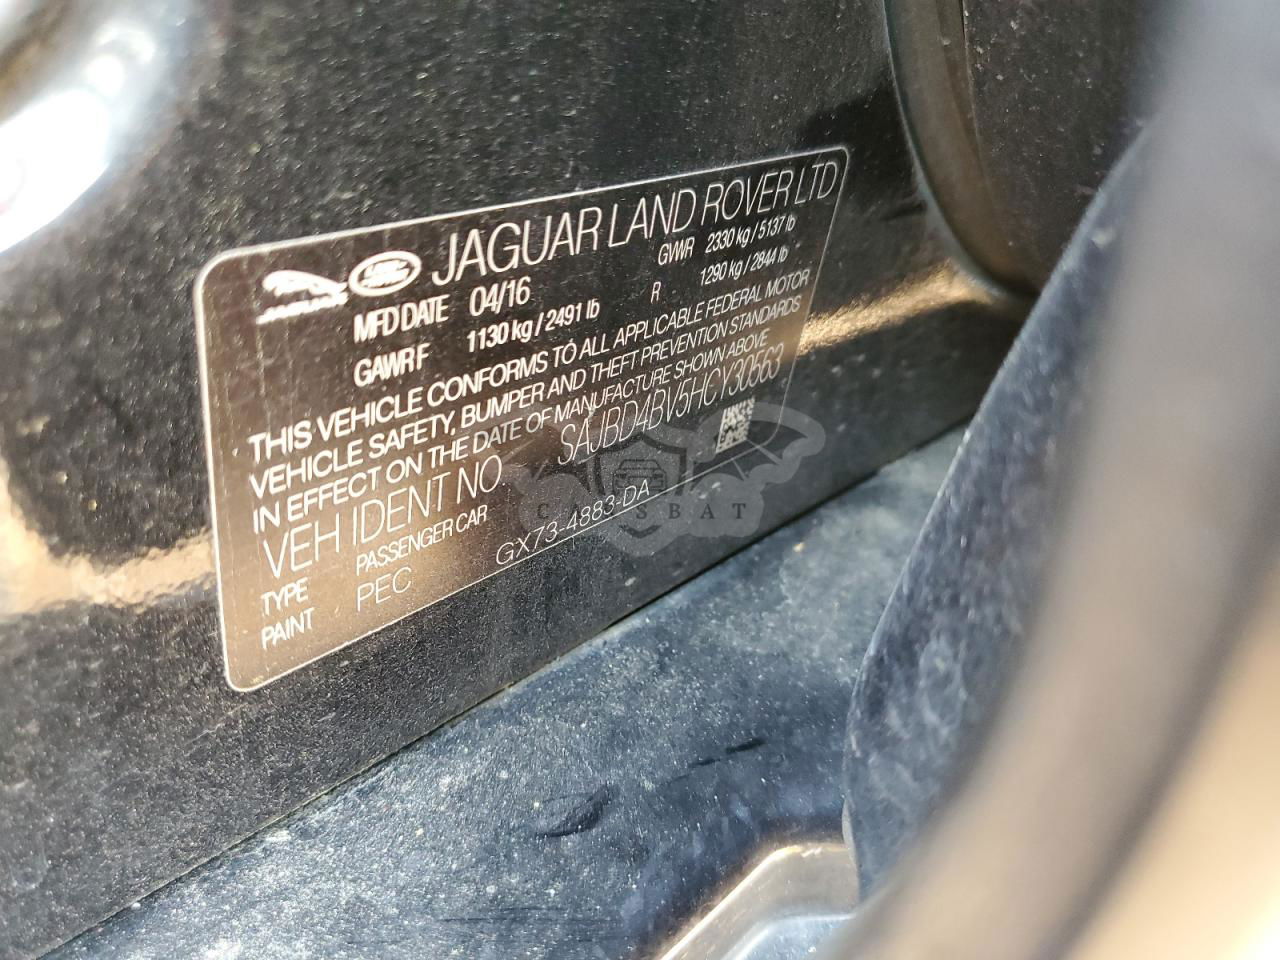 JAGUAR LAND ROVER LTD
MFD DATE 04/16 GVWR 2330 kg / 5137 lb
GAWR F 1130 kg / 2491 lb R 1290 kg / 2844 lb
THIS VEHICLE CONFORMS TO ALL APPLICABLE FEDERAL MOTOR
VEHICLE SAFETY, BUMPER AND THEFT PREVENTION STANDARDS
IN EFFECT ON THE DATE OF MANUFACTURE SHOWN ABOVE
VEH IDENT NO. SAJBD4BV5HCY30563
TYPE PASSENGER CAR
PAINT PEC GX73-4883-DA
CARSBAT